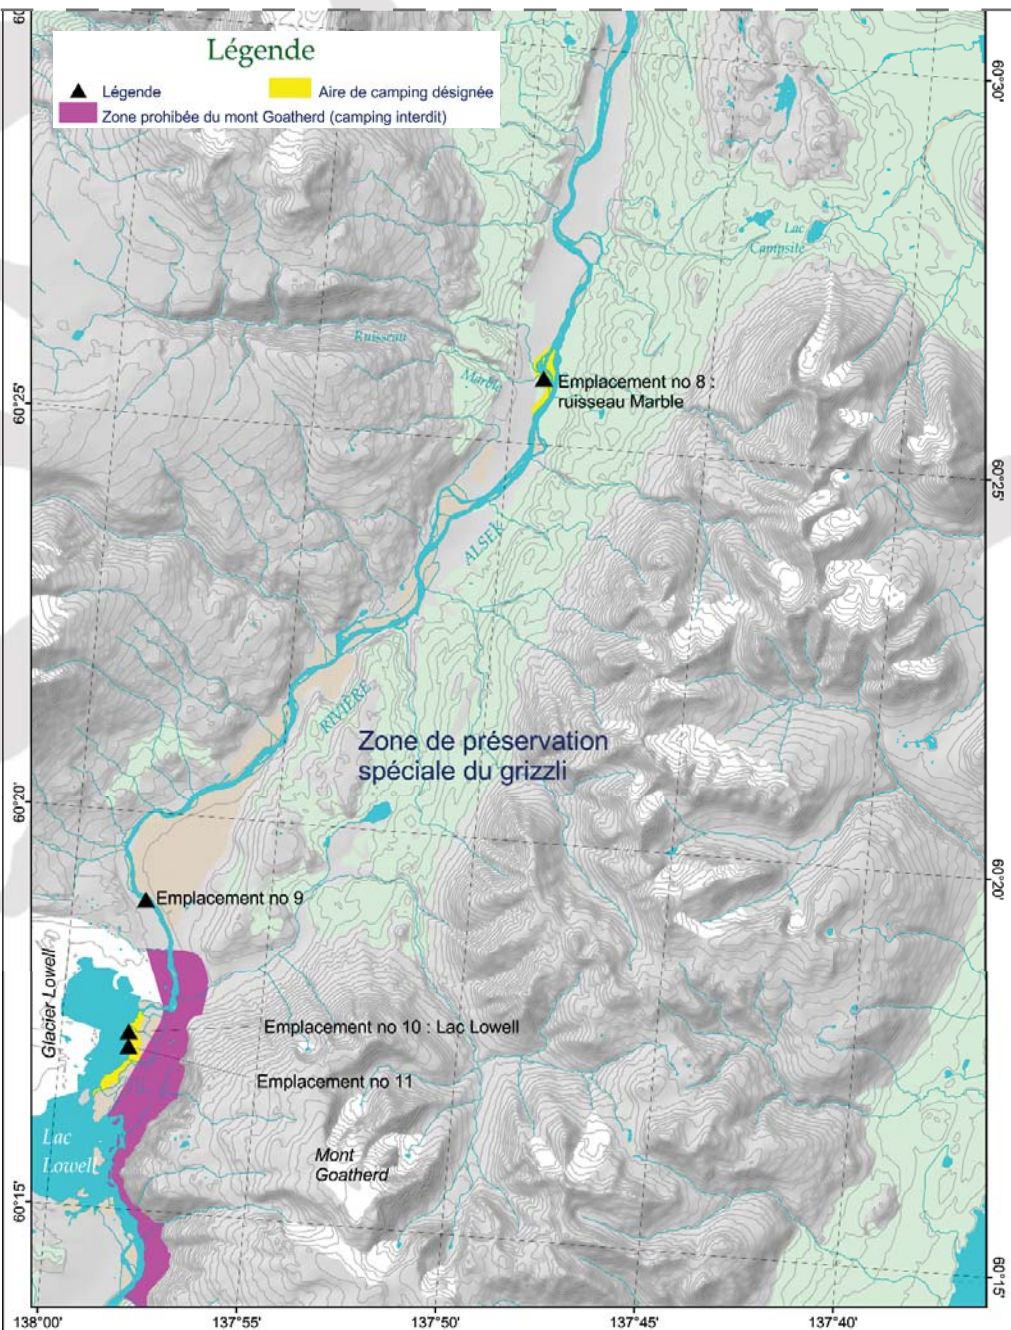 Légende
Légende
Aire de camping désignée
Zone prohibée du mont Goatherd (camping interdit)
60°30'
Lac
Campsite
Ruisseau
Marble
Emplacement no 8 :
ruisseau Marble
60°25'
60°25'
ALSEK
RIVIÈRE
Zone de préservation
spéciale du grizzli
60°20'
60°20'
Emplacement no 9
Glacier Lowell
Emplacement no 10 : Lac Lowell
Emplacement no 11
Lac
Lowell
Mont
Goatherd
60°15'
60°15'
138°00'
137°55'
137°50'
137°45'
137°40'